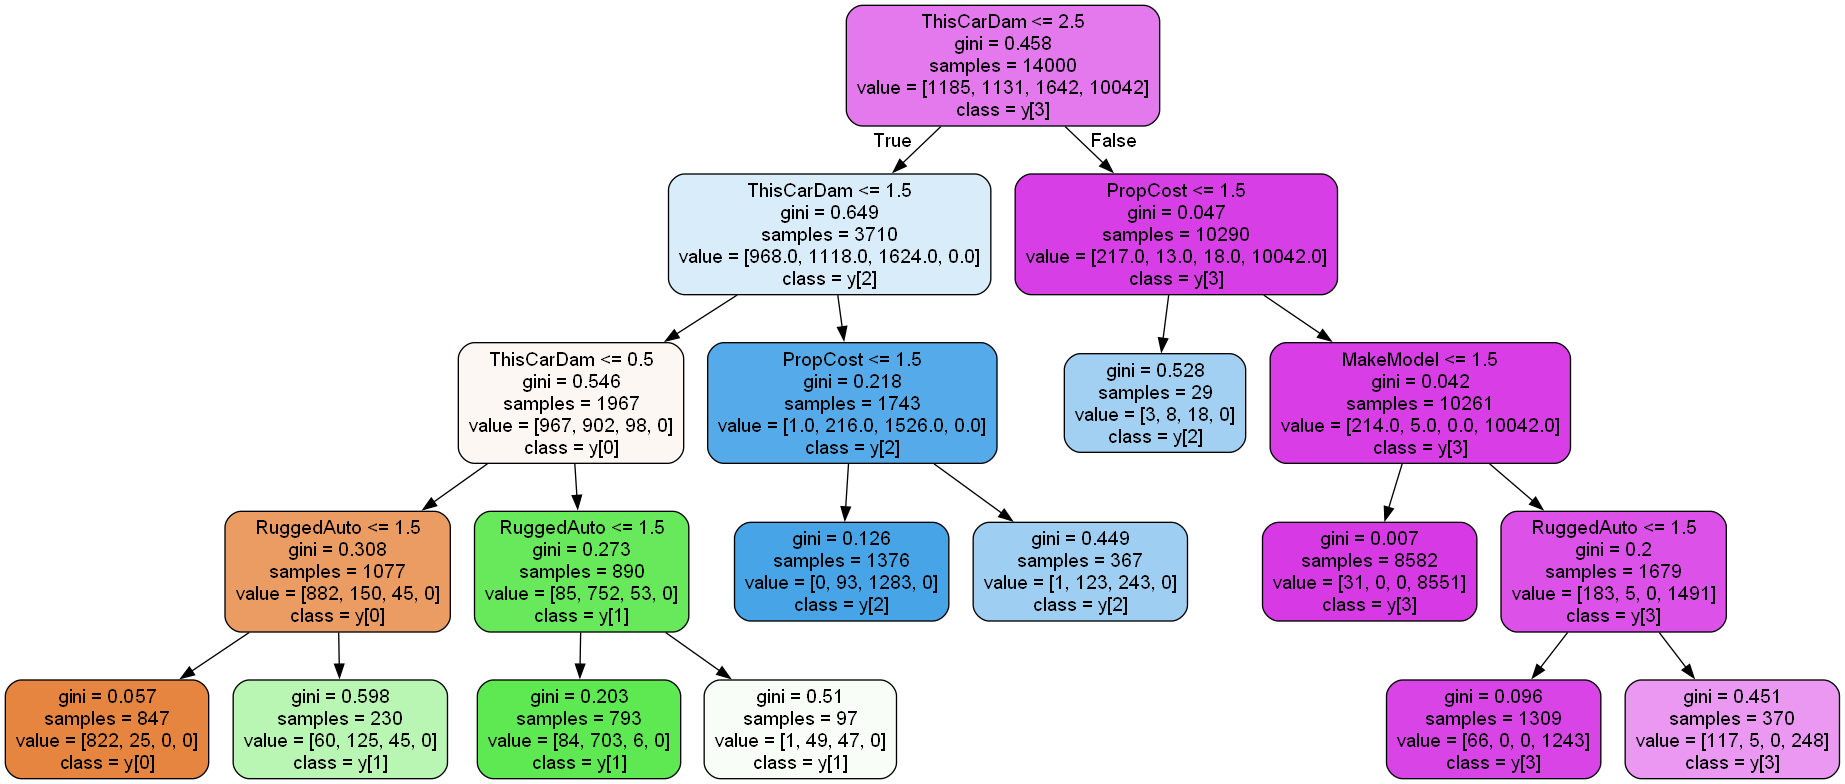 ThisCarDam <= 2.5
gini = 0.458
samples = 14000
value = [1185, 1131, 1642, 10042]
class = y[3]
True
False
ThisCarDam <= 1.5
gini = 0.649
samples = 3710
value = [968.0, 1118.0, 1624.0, 0.0]
class = y[2]
PropCost <= 1.5
gini = 0.047
samples = 10290
value = [217.0, 13.0, 18.0, 10042.0]
class = y[3]
ThisCarDam <= 0.5
gini = 0.546
samples = 1967
value = [967, 902, 98, 0]
class = y[0]
PropCost <= 1.5
gini = 0.218
samples = 1743
value = [1.0, 216.0, 1526.0, 0.0]
class = y[2]
gini = 0.528
samples = 29
value = [3, 8, 18, 0]
class = y[2]
MakeModel <= 1.5
gini = 0.042
samples = 10261
value = [214.0, 5.0, 0.0, 10042.0]
class = y[3]
RuggedAuto <= 1.5
gini = 0.308
samples = 1077
value = [882, 150, 45, 0]
class = y[0]
RuggedAuto <= 1.5
gini = 0.273
samples = 890
value = [85, 752, 53, 0]
class = y[1]
gini = 0.126
samples = 1376
value = [0, 93, 1283, 0]
class = y[2]
gini = 0.449
samples = 367
value = [1, 123, 243, 0]
class = y[2]
gini = 0.007
samples = 8582
value = [31, 0, 0, 8551]
class = y[3]
RuggedAuto <= 1.5
gini = 0.2
samples = 1679
value = [183, 5, 0, 1491]
class = y[3]
gini = 0.057
samples = 847
value = [822, 25, 0, 0]
class = y[0]
gini = 0.598
samples = 230
value = [60, 125, 45, 0]
class = y[1]
gini = 0.203
samples = 793
value = [84, 703, 6, 0]
class = y[1]
gini = 0.51
samples = 97
value = [1, 49, 47, 0]
class = y[1]
gini = 0.096
samples = 1309
value = [66, 0, 0, 1243]
class = y[3]
gini = 0.451
samples = 370
value = [117, 5, 0, 248]
class = y[3]